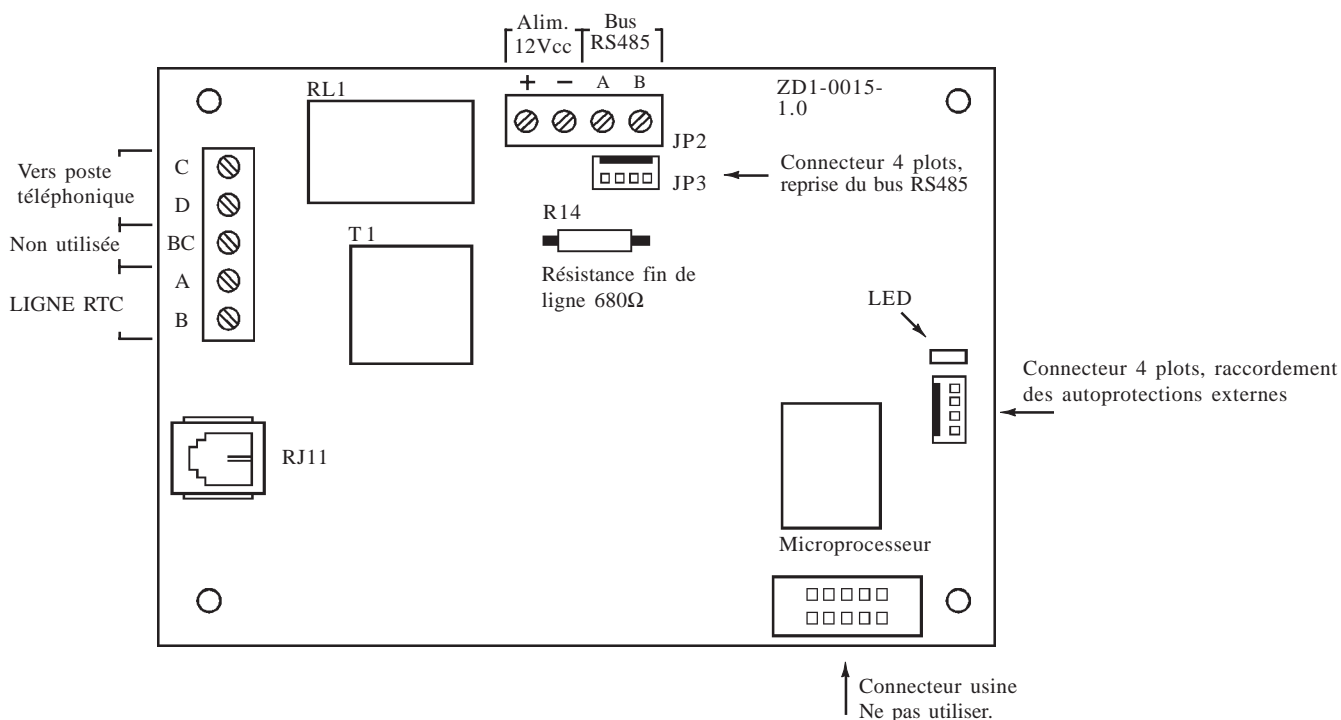 Alim.
12Vcc
Bus
RS485
+ − A B
ZD1-0015-
1.0
RL1
JP2
JP3
Connecteur 4 plots,
reprise du bus RS485
Vers poste
téléphonique
C
D
Non utilisée
BC
LIGNE RTC
A
B
R14
T1
Résistance fin de
ligne 680Ω
LED
Connecteur 4 plots, raccordement
des autoprotections externes
RJ11
Microprocesseur
Connecteur usine
Ne pas utiliser.